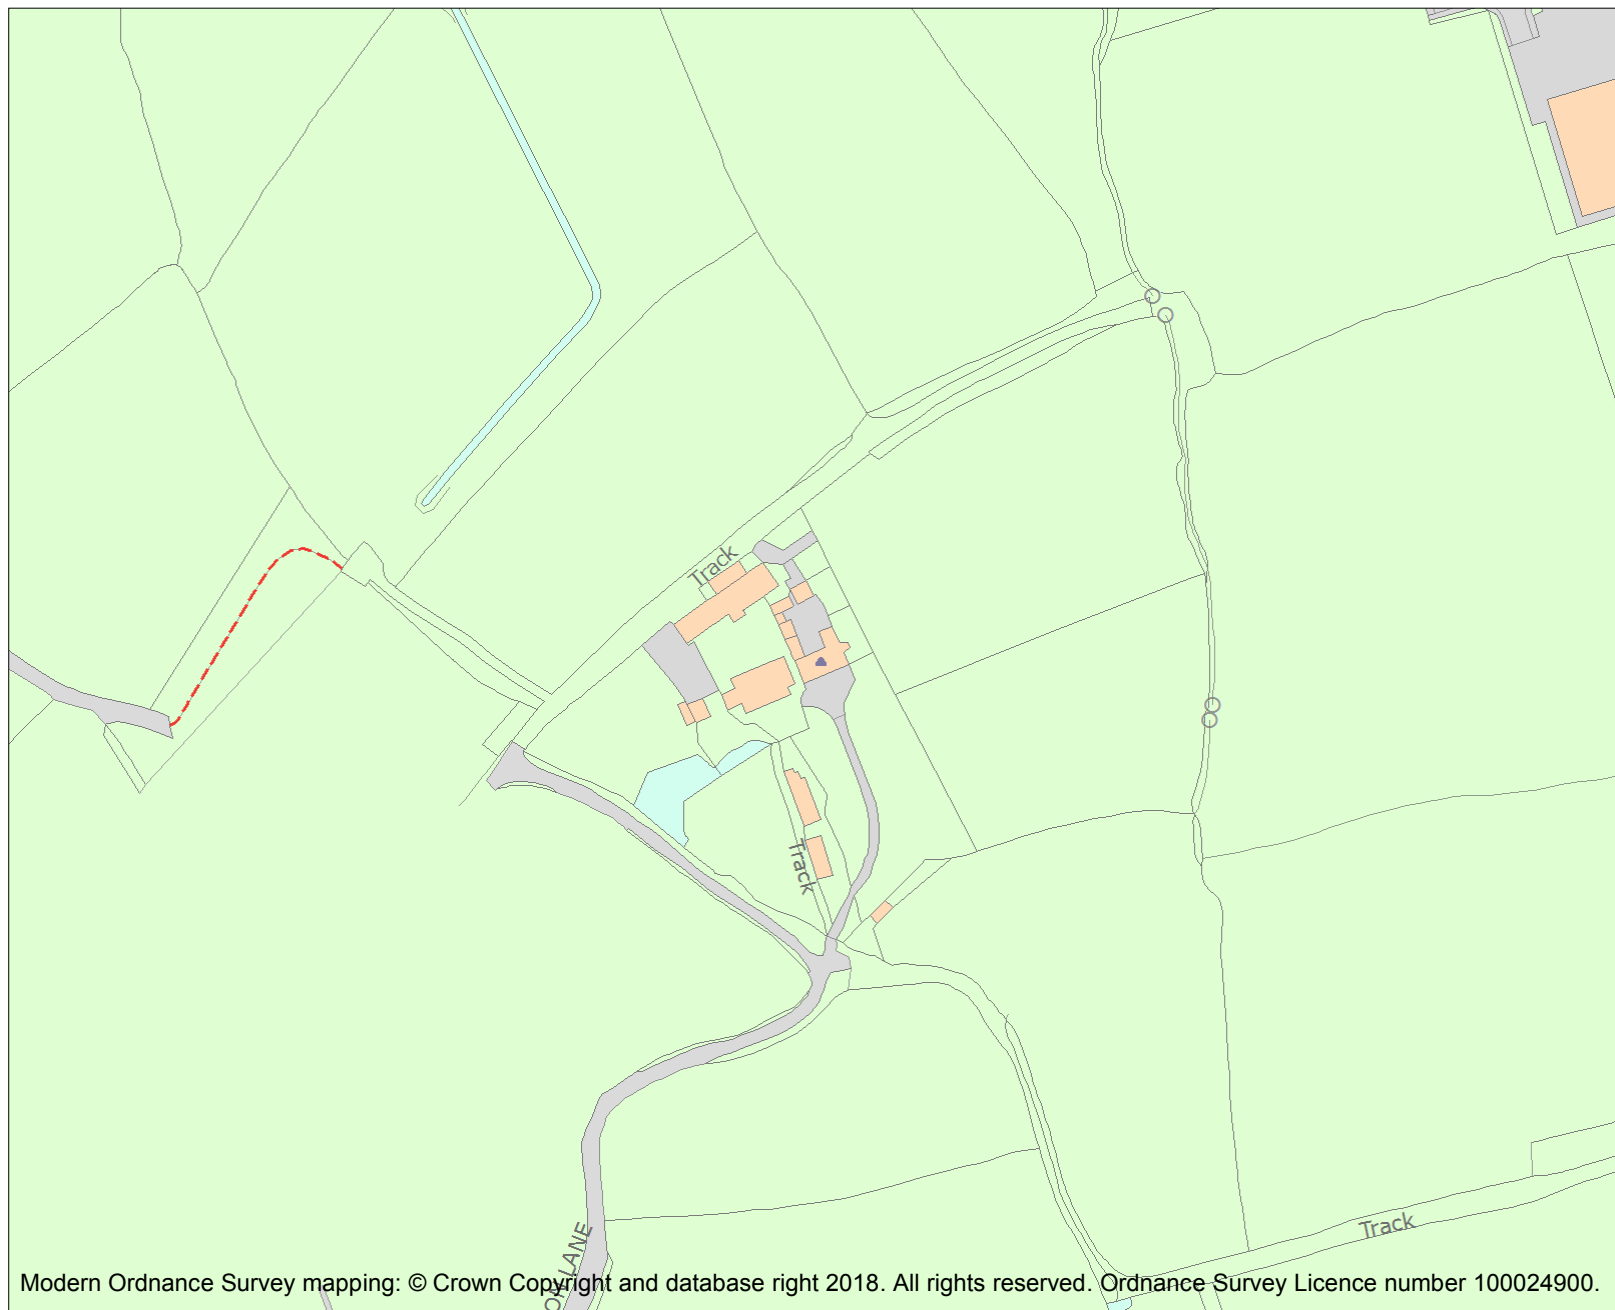 Track
Track
Track
LANE
Modern Ordnance Survey mapping: © Crown Copyright and database right 2018. All rights reserved. Ordnance Survey Licence number 100024900.